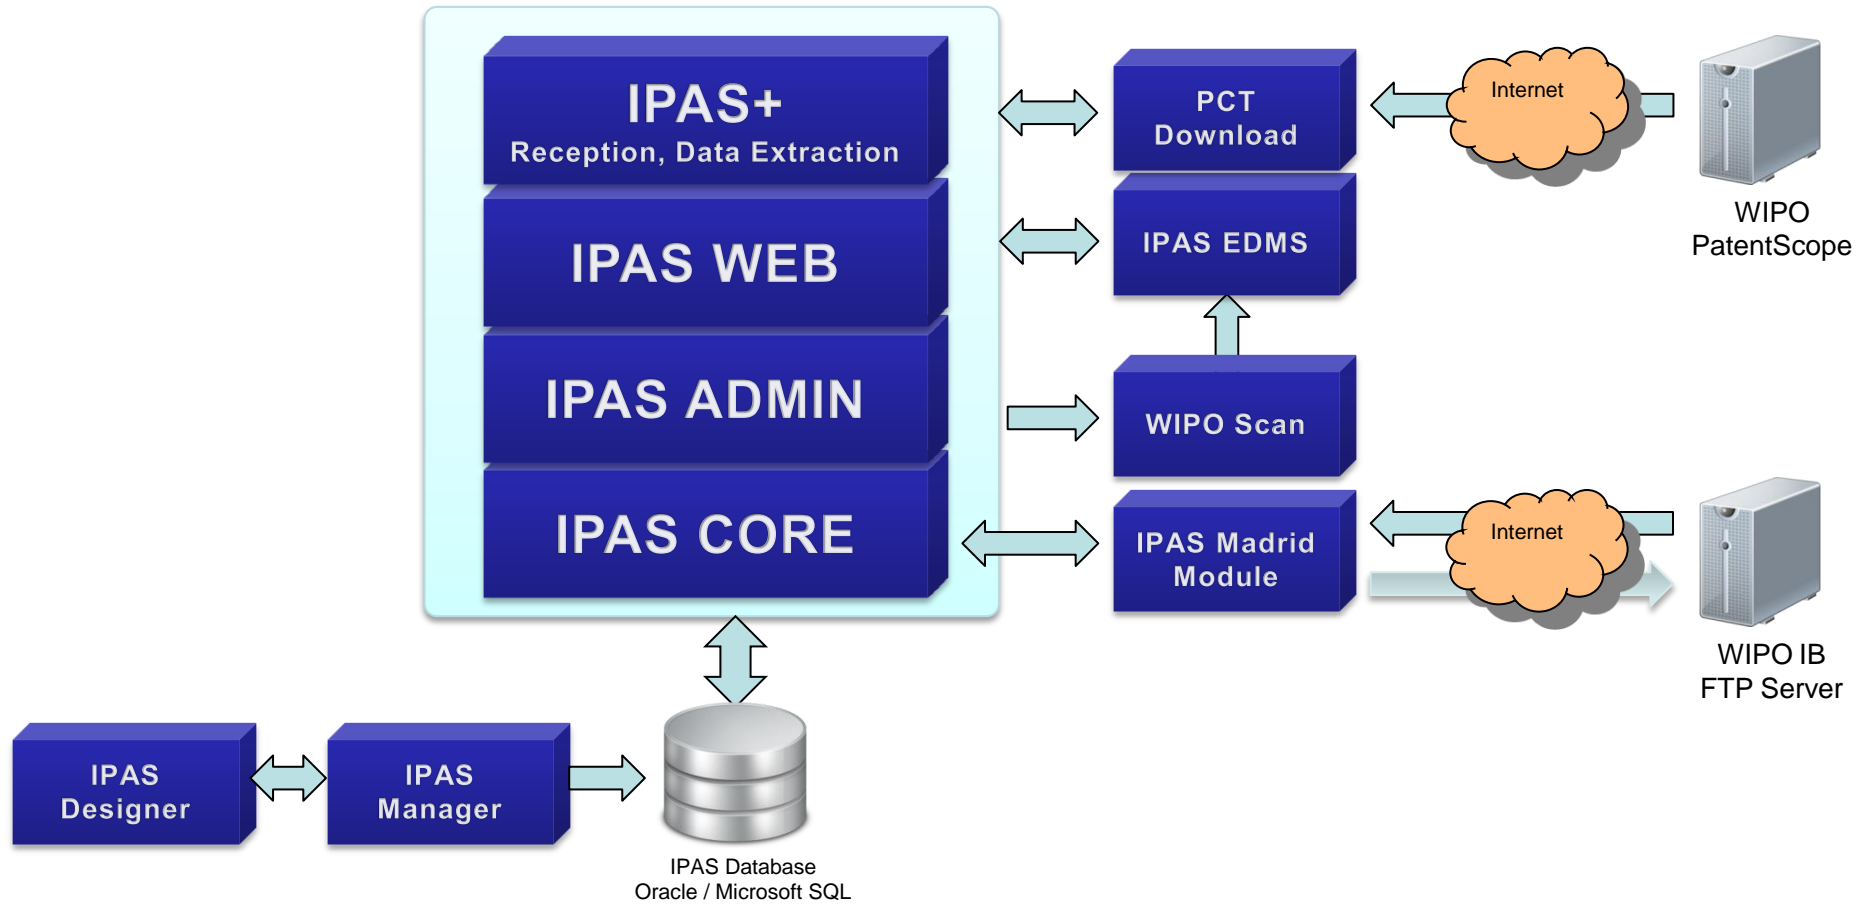 IPAS+
Reception, Data Extraction
IPAS WEB
IPAS ADMIN
IPAS CORE
PCT
Download
IPAS EDMS
WIPO Scan
IPAS Madrid
Module
Internet
WIPO
PatentScope
Internet
WIPO IB
FTP Server
IPAS
Designer
IPAS
Manager
IPAS Database
Oracle / Microsoft SQL